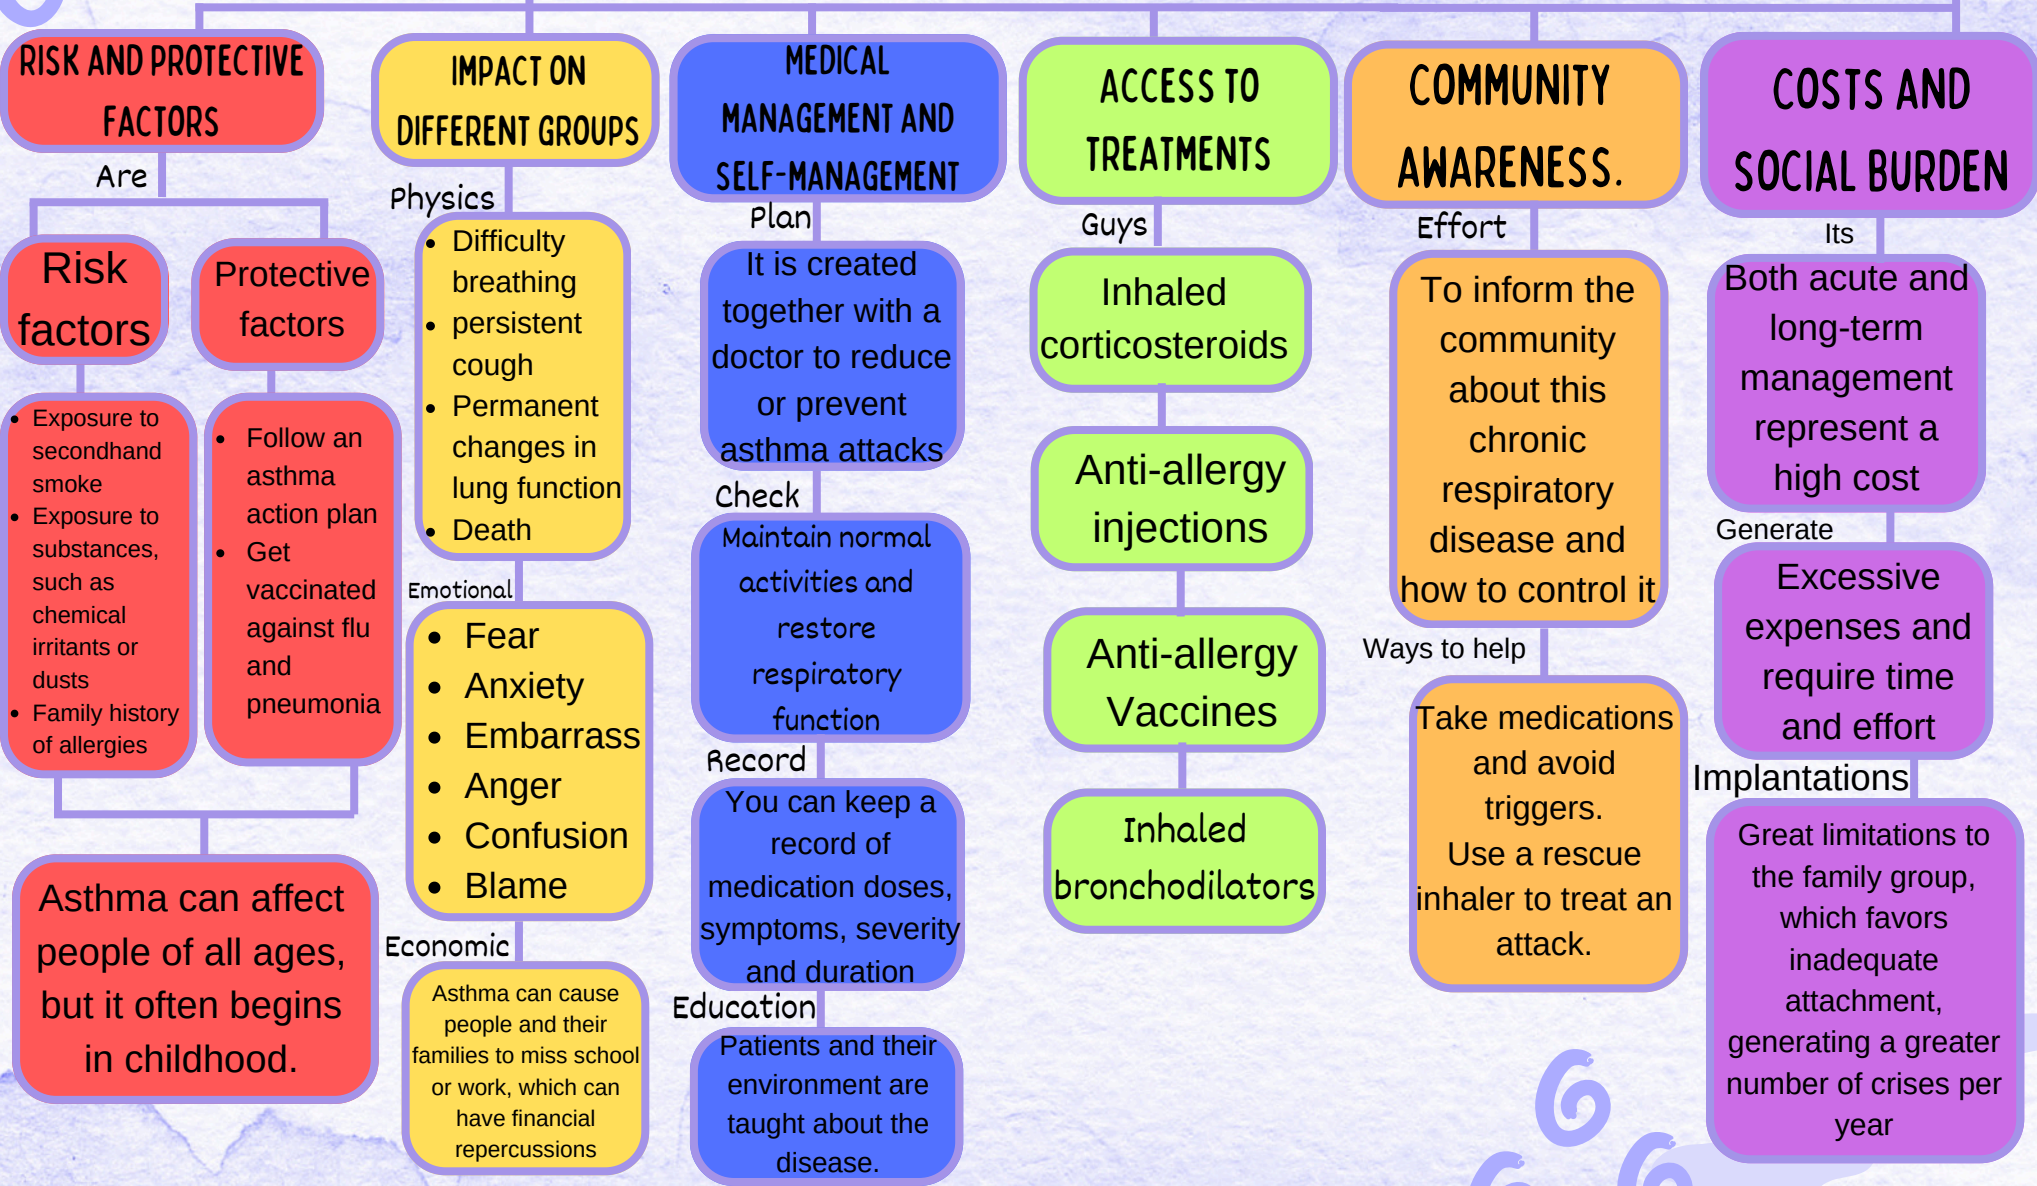 RISK AND PROTECTIVE
FACTORS
Are
Risk
factors
Protective
factors
Exposure to
secondhand
smoke
Exposure to
substances,
such as
chemical
irritants or
dusts
Family history
of allergies
Follow an
asthma
action plan
Get
vaccinated
against flu
and
pneumonia
Asthma can affect
people of all ages,
but it often begins
in childhood.
IMPACT ON
DIFFERENT GROUPS
Physics
Difficulty
breathing
persistent
cough
Permanent
changes in
lung function
Death
Emotional
Fear
Anxiety
Embarrass
Anger
Confusion
Blame
Economic
Asthma can cause
people and their
families to miss school
or work, which can
have financial
repercussions
MEDICAL
MANAGEMENT AND
SELF-MANAGEMENT
Plan
It is created
together with a
doctor to reduce
or prevent
asthma attacks
Check
Maintain normal
activities and
restore
respiratory
function
Record
You can keep a
record of
medication doses,
symptoms, severity
and duration
Education
Patients and their
environment are
taught about the
disease.
ACCESS TO
TREATMENTS
Guys
Inhaled
corticosteroids
Anti-allergy
injections
Anti-allergy
Vaccines
Inhaled
bronchodilators
COMMUNITY
AWARENESS.
Effort
To inform the
community
about this
chronic
respiratory
disease and
how to control it
Ways to help
Take medications
and avoid
triggers.
Use a rescue
inhaler to treat an
attack.
COSTS AND
SOCIAL BURDEN
Its
Both acute and
long-term
management
represent a
high cost
Generate
Excessive
expenses and
require time
and effort
Implantations
Great limitations to
the family group,
which favors
inadequate
attachment,
generating a greater
number of crises per
year